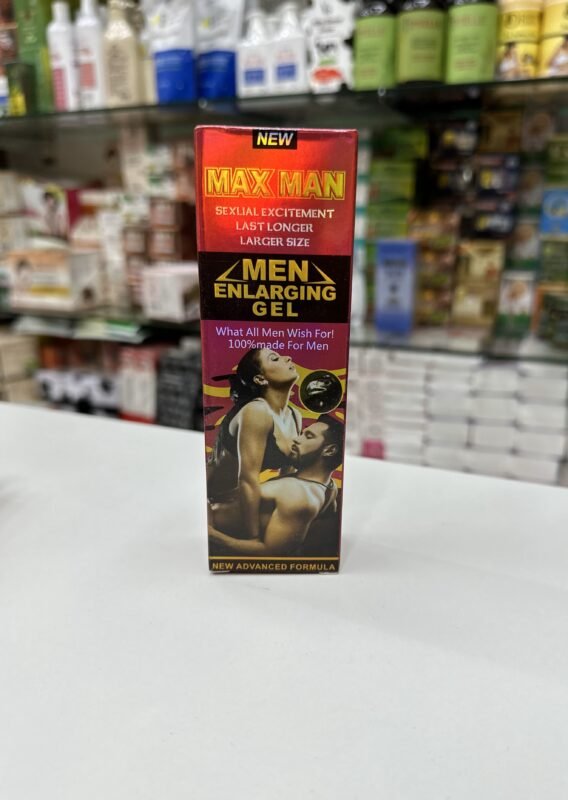 NEW
MAX MAN
SEXUAL EXCITEMENT
LAST LONGER
LARGER SIZE
MEN
ENLARGING
GEL
What All Men Wish For!
100%made For Men
NEW ADVANCED FORMULA